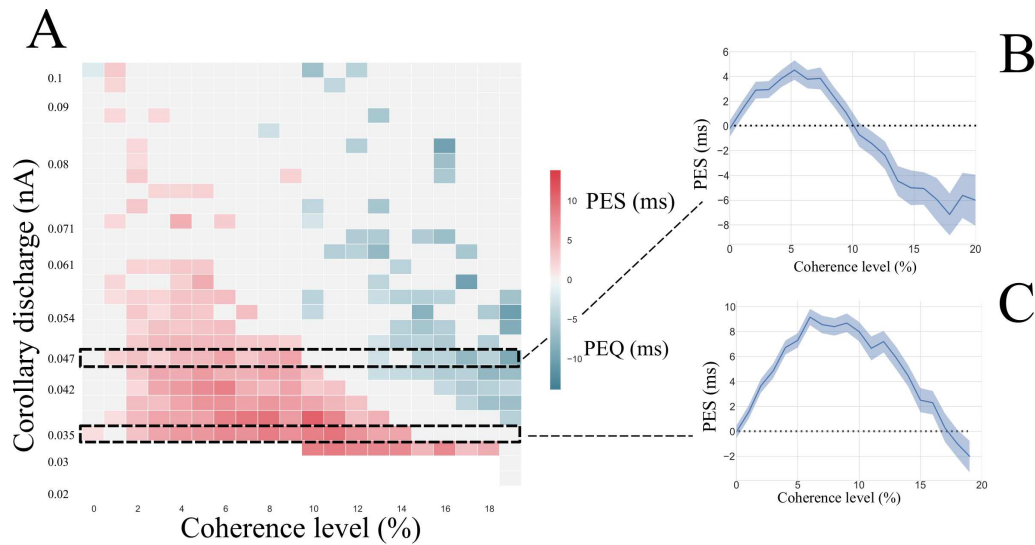 A
Corollary discharge (nA)
0.1
0.09
0.08
0.071
0.061
0.054
0.047
0.042
0.035
0.03
0.02
0 2 4 6 8 10 12 14 16 18
Coherence level (%)
10
5
0
−5
−10
PES (ms)
PEQ (ms)
B
PES (ms)
6
4
2
0
−2
−4
−6
−8
0 5 10 15 20
Coherence level (%)
C
PES (ms)
10
8
6
4
2
0
−2
0 5 10 15 20
Coherence level (%)